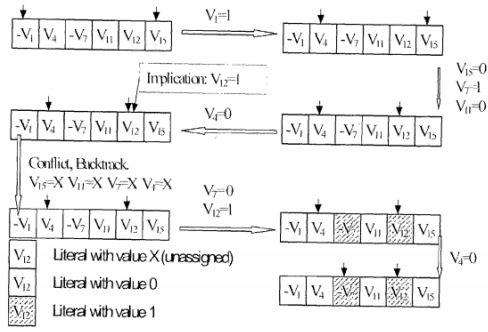 V1=1
-V1 V4 -V7 V11 V12 V15
-V1 V4 -V7 V11 V12 V15
V15=0
V7=1
V11=0
Implication: V12=1
V4=0
-V1 V4 -V7 V11 V12 V15
-V1 V4 -V7 V11 V12 V15
Conflict, Backtrack.
V15=X V11=X V7=X V1=X
V7=0
V12=1
-V1 V4 -V7 V11 V12 V15
-V1 V4 -V7 V11 V12 V15
V4=0
V12 Literal with value X (unassigned)
V12 Literal with value 0
V12 Literal with value 1
-V1 V4 -V7 V11 V12 V15